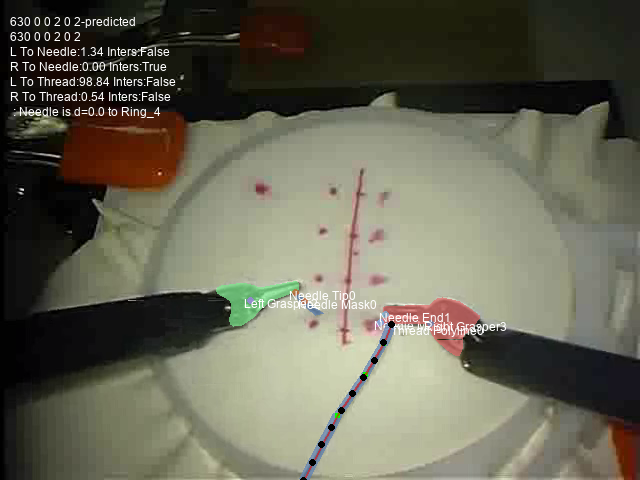 630 0 0 2 0 2-predicted
630 0 0 2 0 2
L To Needle:1.34 Inters:False
R To Needle:0.00 Inters:True
L To Thread:98.84 Inters:False
R To Thread:0.54 Inters:False
: Needle is d=0.0 to Ring_4
Needle Tip0
Left Grasper Needle Mask0
Needle End1
Right Grasper3
Thread Polyline0